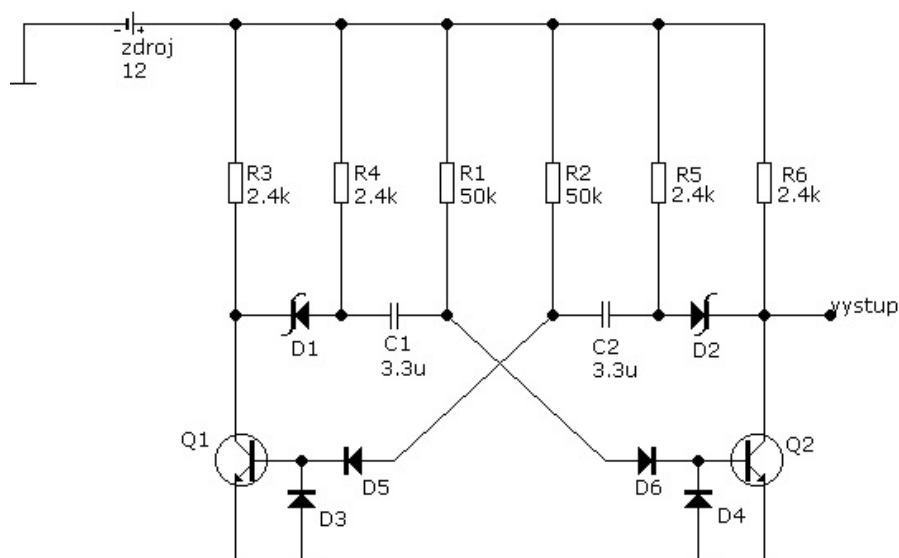 - +
zdroj
12
R3
2.4k
R4
2.4k
R1
50k
R2
50k
R5
2.4k
R6
2.4k
D1
C1
3.3u
C2
3.3u
D2
vystup
Q1
D5
D3
D6
D4
Q2